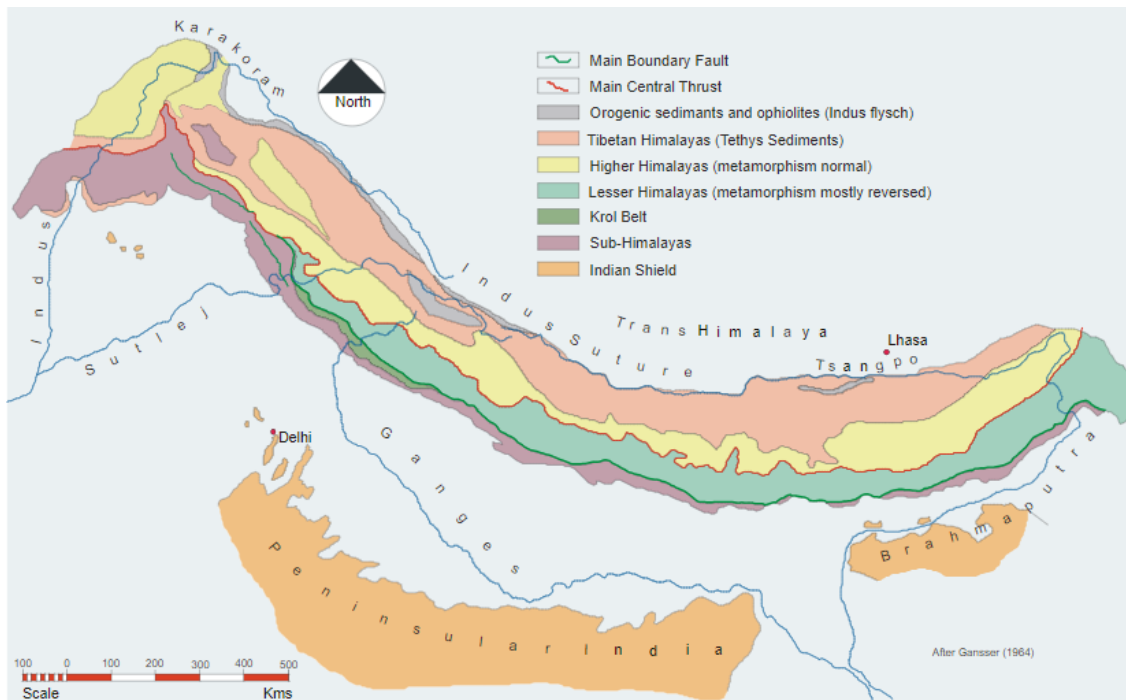 Karakoram
North
Main Boundary Fault
Main Central Thrust
Orogenic sedimants and ophiolites (Indus flysch)
Tibetan Himalayas (Tethys Sediments)
Higher Himalayas (metamorphism normal)
Lesser Himalayas (metamorphism mostly reversed)
Krol Belt
Sub-Himalayas
Indian Shield
Indpus
Sutlej
Indus Suture
Trans Himalaya
Lhasa
Tsangpo
Delhi
Ganges
Brahmaputra
Peninsular India
After Gansser (1964)
100 0 100 200 300 400 500
Scale Kms